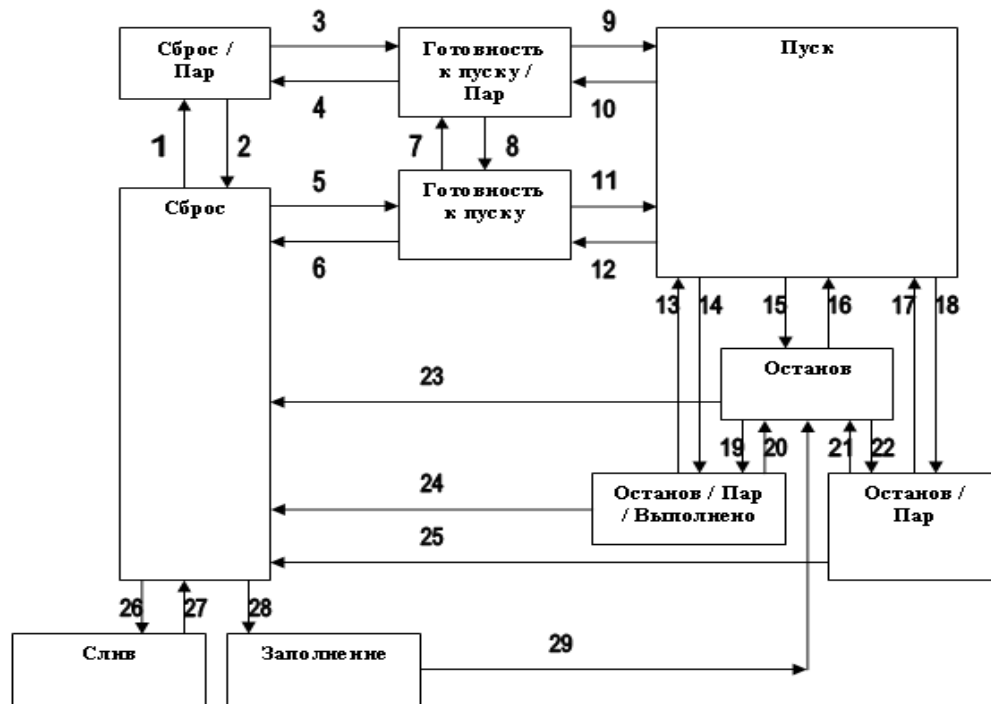 3
9
Сброс /
Пар
Готовность
к пуску /
Пар
Пуск
4
10
1
2
7
8
5
11
Сброс
Готовность
к пуску
6
12
13
14
15
16
17
18
Останов
23
19
20
21
22
24
Останов / Пар
/ Выполнено
Останов /
Пар
25
26
27
28
Слив
Заполнение
29